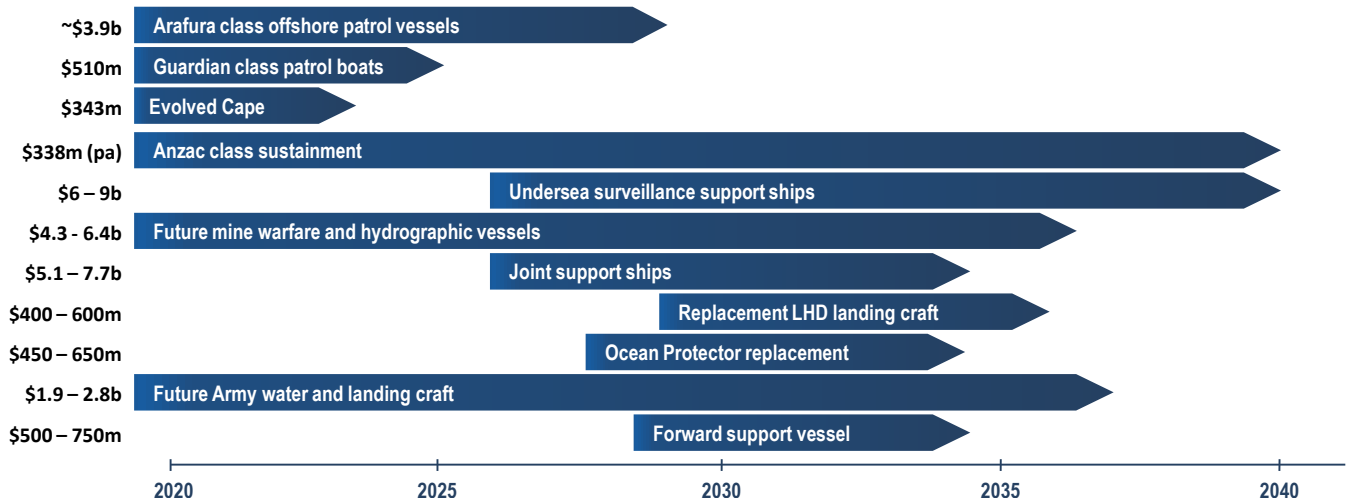 ~$3.9b Arafura class offshore patrol vessels
$510m Guardian class patrol boats
$343m Evolved Cape
$338m (pa) Anzac class sustainment
$6 – 9b Undersea surveillance support ships
$4.3 - 6.4b Future mine warfare and hydrographic vessels
$5.1 – 7.7b Joint support ships
$400 – 600m Replacement LHD landing craft
$450 – 650m Ocean Protector replacement
$1.9 – 2.8b Future Army water and landing craft
$500 – 750m Forward support vessel
2020 2025 2030 2035 2040